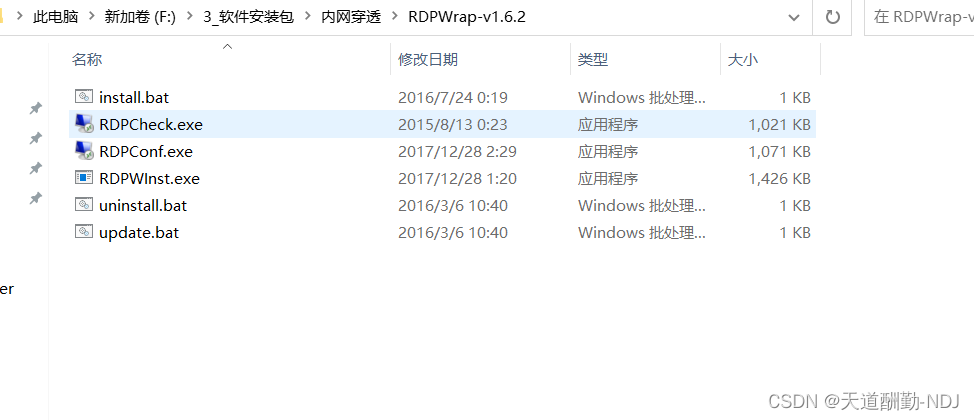 此电脑 > 新加卷 (F:) > 3_软件安装包 > 内网穿透 > RDPWrap-v1.6.2 在 RDPWrap-v
名称 修改日期 类型 大小
install.bat 2016/7/24 0:19 Windows 批处理... 1 KB
RDPCheck.exe 2015/8/13 0:23 应用程序 1,021 KB
RDPConf.exe 2017/12/28 2:29 应用程序 1,071 KB
RDPWInst.exe 2017/12/28 1:20 应用程序 1,426 KB
uninstall.bat 2016/3/6 10:40 Windows 批处理... 1 KB
update.bat 2016/3/6 10:40 Windows 批处理... 1 KB
er
CSDN @天道酬勤-NDJ